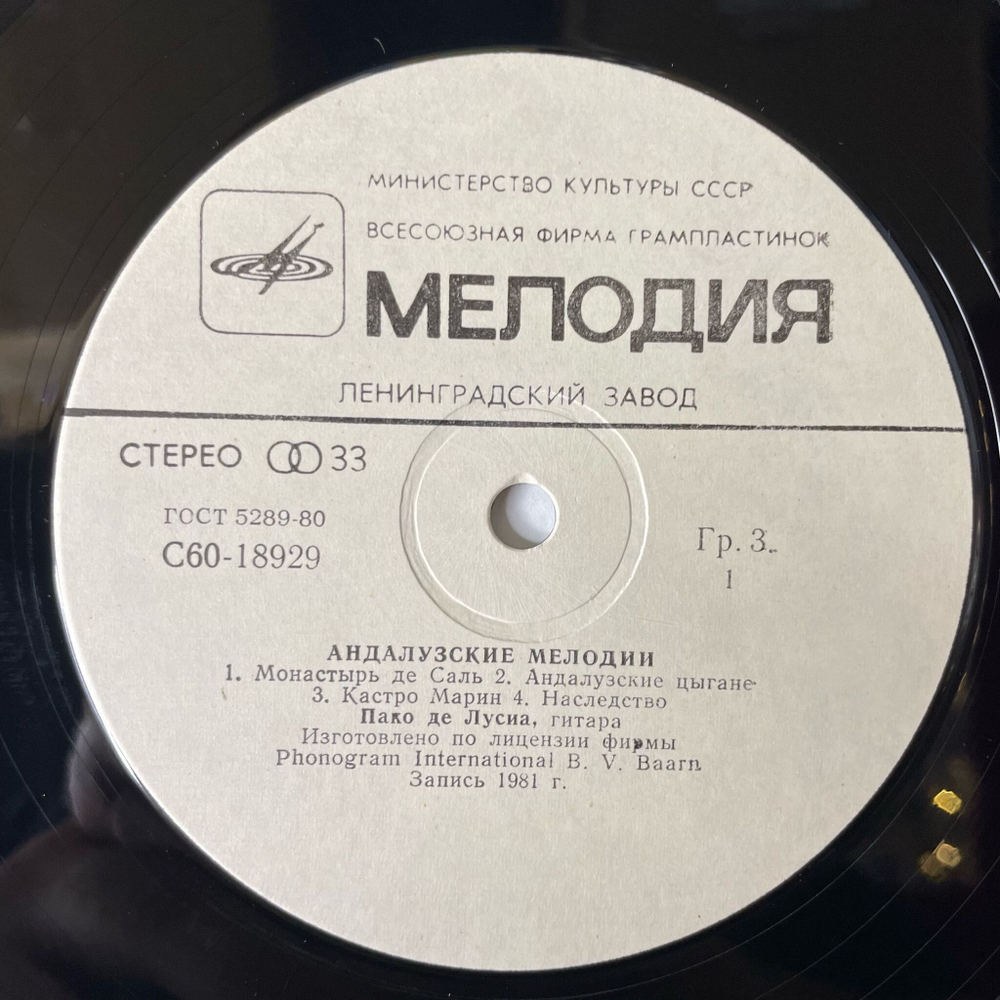 МИНИСТЕРСТВО КУЛЬТУРЫ СССР
ВСЕСОЮЗНАЯ ФИРМА ГРАМПЛАСТИНОК
МЕЛОДИЯ
ЛЕНИНГРАДСКИЙ ЗАВОД
СТЕРЕО 33
ГОСТ 5289-80
С60-18929
Гр. 3.
1
АНДАЛУЗСКИЕ МЕЛОДИИ
1. Монастырь де Саль 2. Андалузские цыгане
3. Кастро Марин 4. Наследство
Пако де Лусиа, гитара
Изготовлено по лицензии фирмы
Phonogram International B. V. Baarn
Запись 1981 г.